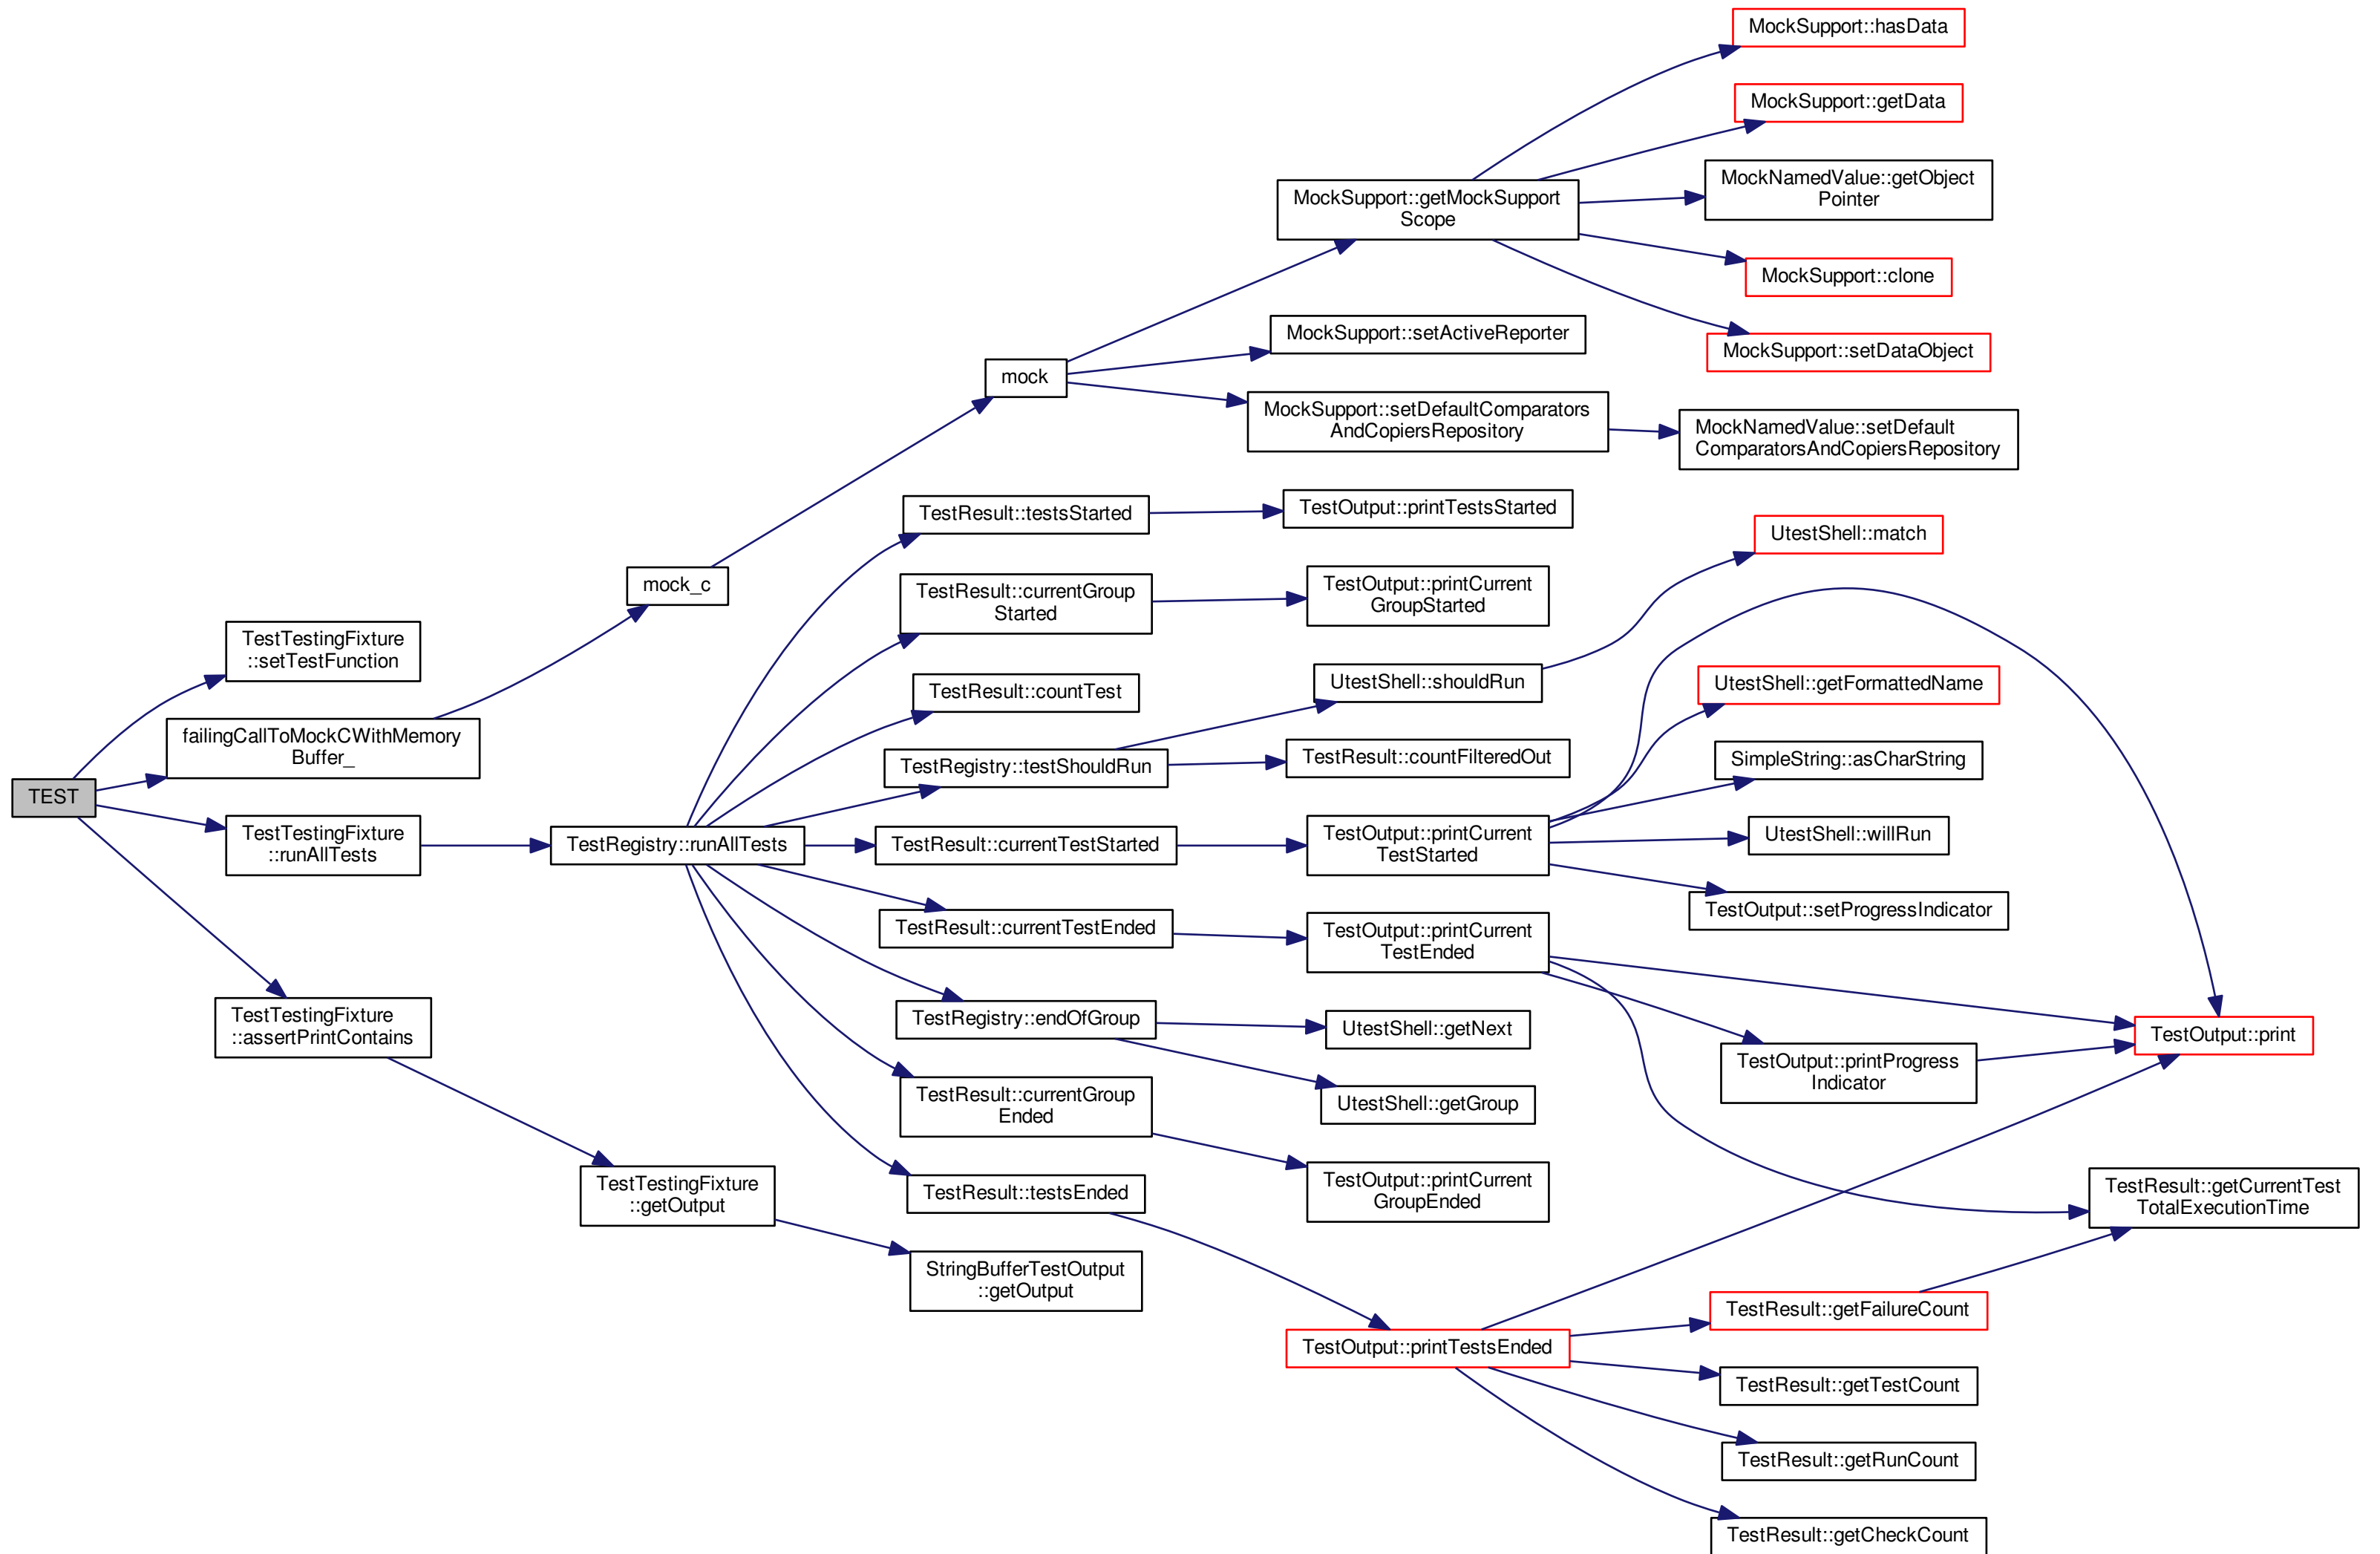 MockSupport::hasData
MockSupport::getData
MockNamedValue::getObject
Pointer
MockSupport::getMockSupport
Scope
MockSupport::clone
MockSupport::setActiveReporter
MockSupport::setDataObject
mock
MockSupport::setDefaultComparators
AndCopiersRepository
MockNamedValue::setDefault
ComparatorsAndCopiersRepository
TestResult::testsStarted
TestOutput::printTestsStarted
UtestShell::match
mock_c
TestResult::currentGroup
Started
TestOutput::printCurrent
GroupStarted
TestTestingFixture
::setTestFunction
TestResult::countTest
UtestShell::shouldRun
UtestShell::getFormattedName
failingCallToMockCWithMemory
Buffer_
TestRegistry::testShouldRun
TestResult::countFilteredOut
SimpleString::asCharString
TEST
TestTestingFixture
::runAllTests
TestRegistry::runAllTests
TestResult::currentTestStarted
TestOutput::printCurrent
TestStarted
UtestShell::willRun
TestOutput::setProgressIndicator
TestResult::currentTestEnded
TestOutput::printCurrent
TestEnded
TestTestingFixture
::assertPrintContains
TestRegistry::endOfGroup
UtestShell::getNext
TestOutput::print
TestOutput::printProgress
Indicator
UtestShell::getGroup
TestResult::currentGroup
Ended
TestTestingFixture
::getOutput
TestResult::testsEnded
TestOutput::printCurrent
GroupEnded
TestResult::getCurrentTest
TotalExecutionTime
StringBufferTestOutput
::getOutput
TestResult::getFailureCount
TestOutput::printTestsEnded
TestResult::getTestCount
TestResult::getRunCount
TestResult::getCheckCount